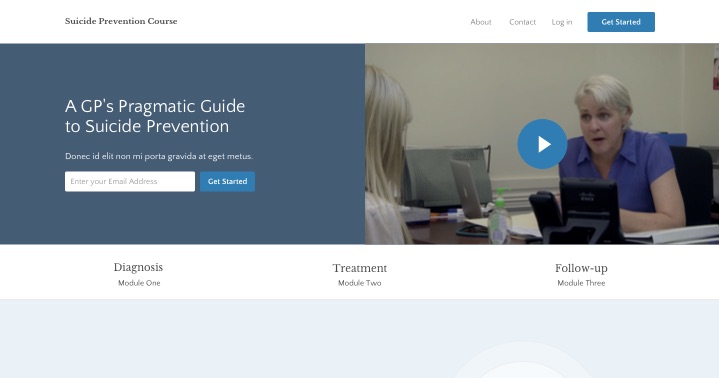 Suicide Prevention Course
About
Contact
Log in
Get Started
A GP's Pragmatic Guide
to Suicide Prevention
Donec id elit non mi porta gravida at eget metus.
Enter your Email Address
Get Started
Diagnosis
Module One
Treatment
Module Two
Follow-up
Module Three